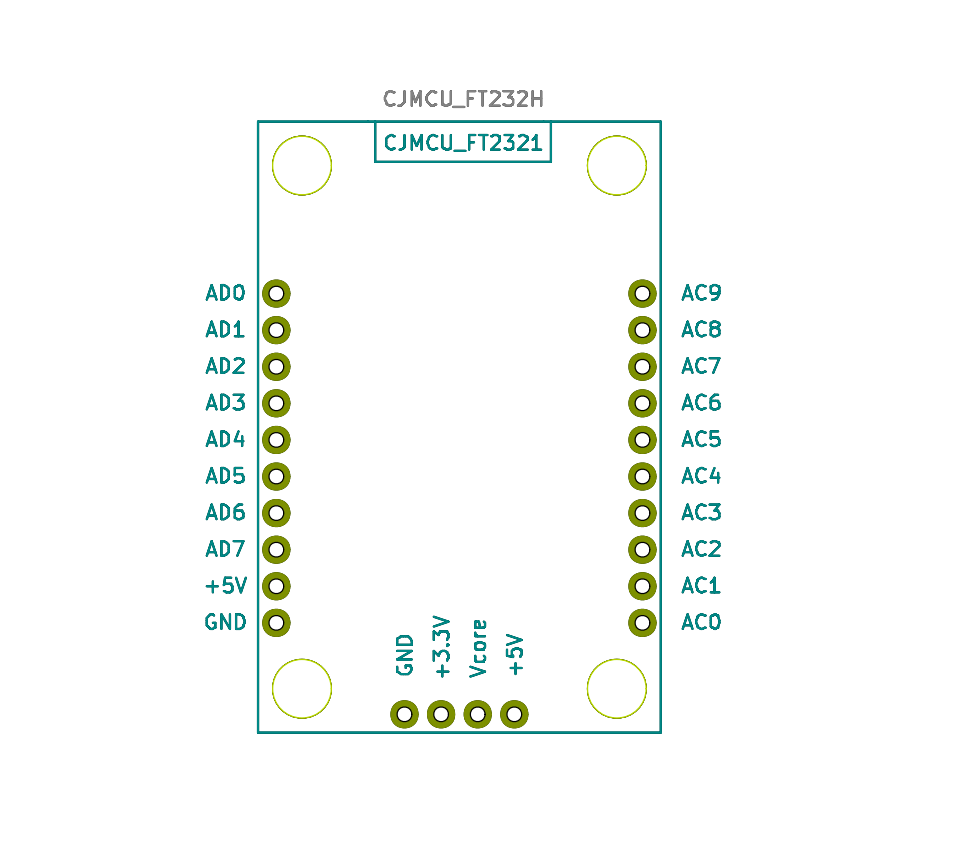 CJMCU_FT232H
CJMCU_FT2321
AD0
AD1
AD2
AD3
AD4
AD5
AD6
AD7
+5V
GND
AC9
AC8
AC7
AC6
AC5
AC4
AC3
AC2
AC1
AC0
GND
+3.3V
Vcore
+5V